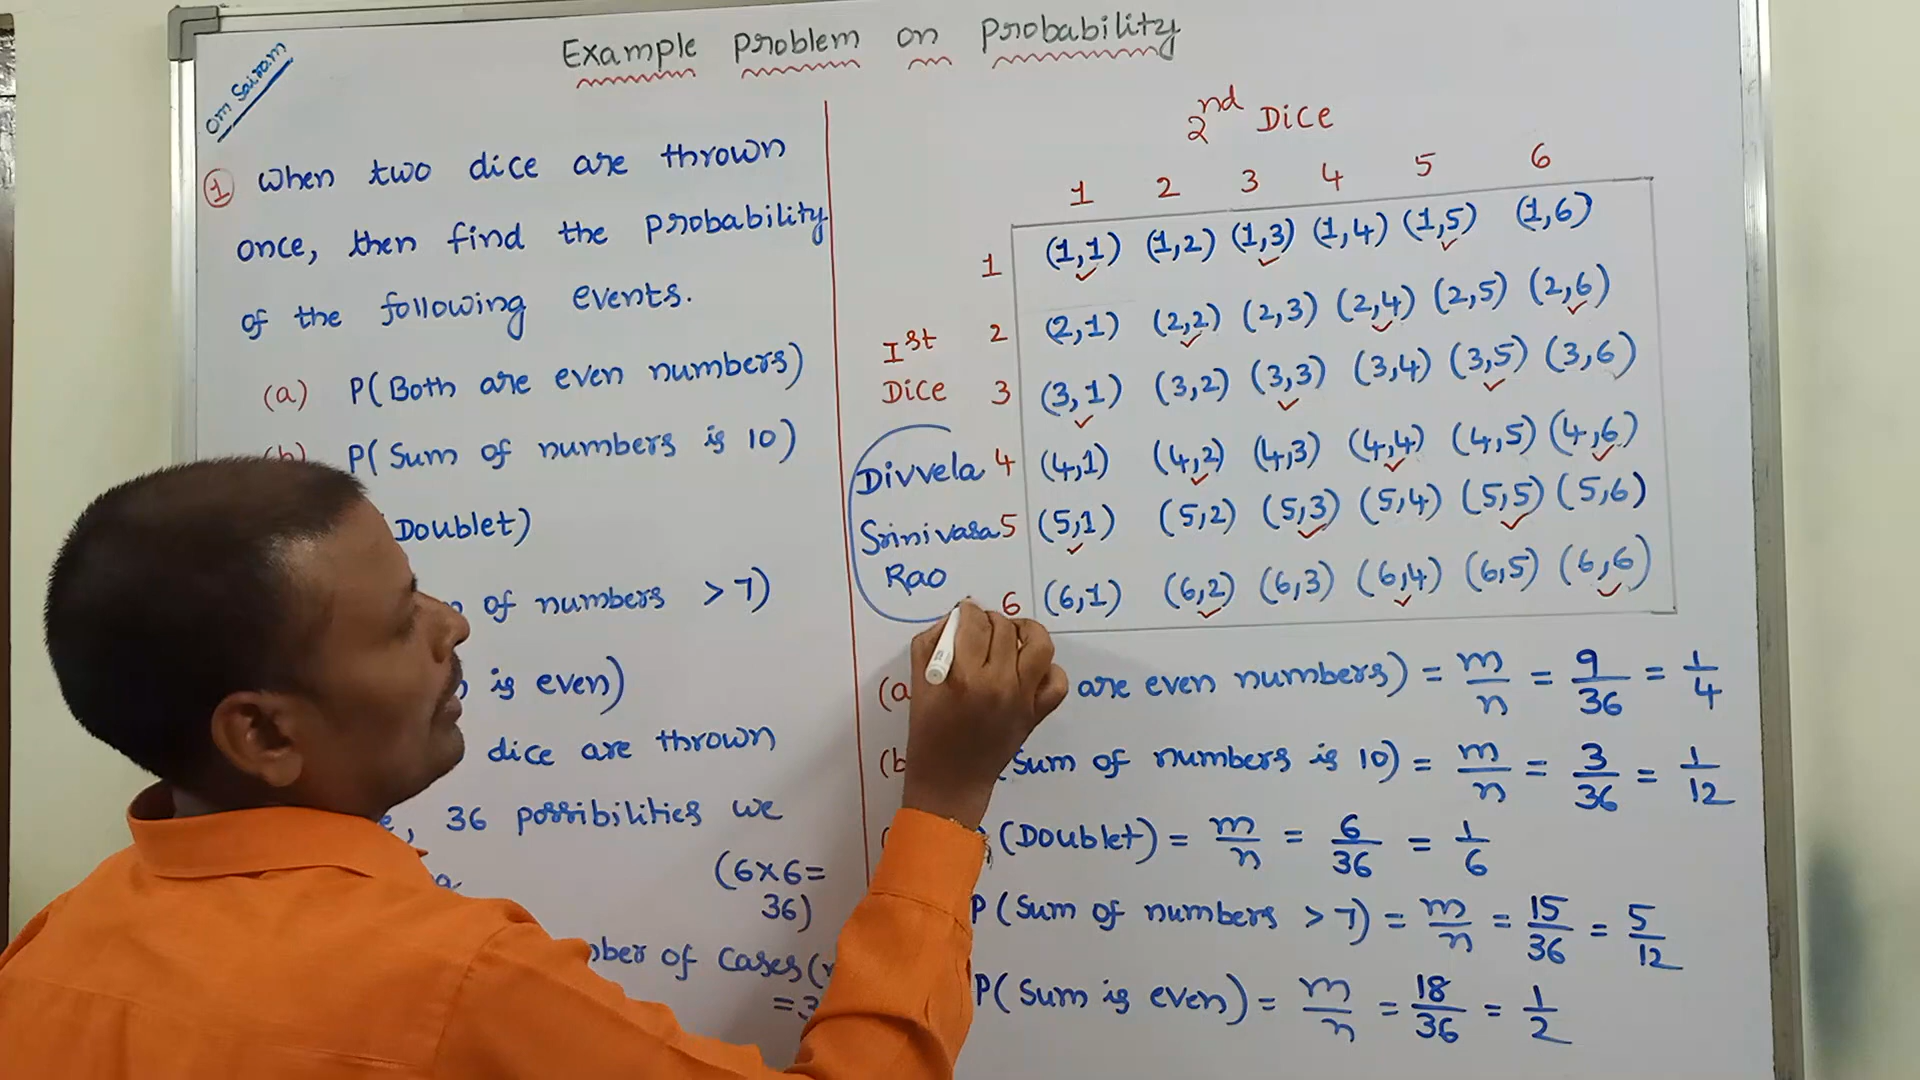 Example Problem on Probability
Om Sairam
1 When two dice are thrown
once, then find the probability
of the following events.
(a) P(Both are even numbers)
(b) P(Sum of numbers is 10)
Doublet)
of numbers > 7)
is even)
dice are thrown
36 possibilities we
(6×6=
36)
of Cases(
2nd Dice
1 2 3 4 5 6
1 (1,1) (1,2) (1,3) (1,4) (1,5) (1,6)
Ist 2 (2,1) (2,2) (2,3) (2,4) (2,5) (2,6)
Dice 3 (3,1) (3,2) (3,3) (3,4) (3,5) (3,6)
4 (4,1) (4,2) (4,3) (4,4) (4,5) (4,6)
5 (5,1) (5,2) (5,3) (5,4) (5,5) (5,6)
6 (6,1) (6,2) (6,3) (6,4) (6,5) (6,6)
Divvela
Srinivasa
Rao
(a are even numbers) = m/n = 9/36 = 1/4
(b (Sum of numbers is 10) = m/n = 3/36 = 1/12
(Doublet) = m/n = 6/36 = 1/6
P(Sum of numbers > 7) = m/n = 15/36 = 5/12
P(Sum is even) = m/n = 18/36 = 1/2